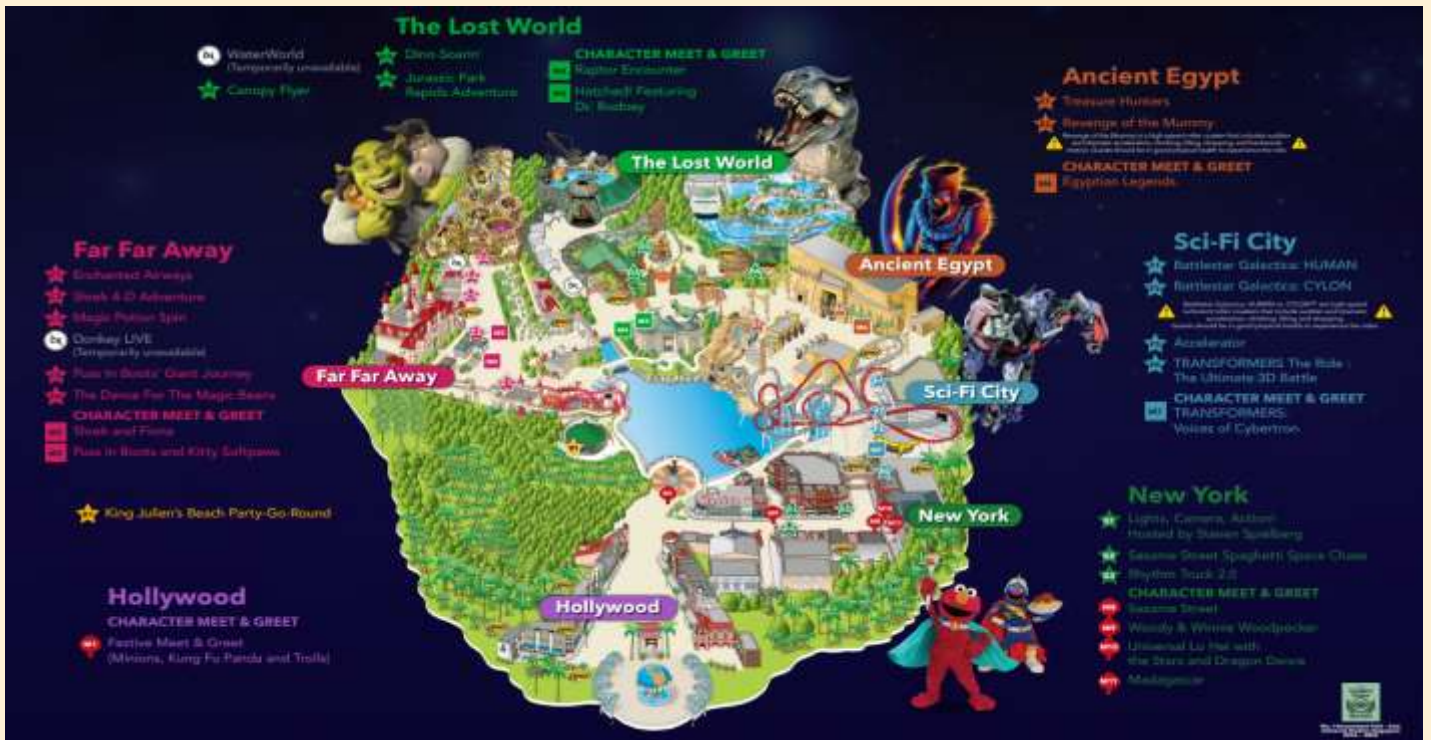 The Lost World
WaterWorld
(Temporarily unavailable)
Canopy Flyer
Dino-Soarin'
Jurassic Park
Rapids Adventure
CHARACTER MEET & GREET
Raptor Encounter
Hatched! Featuring
Dr. Rodney
Ancient Egypt
Treasure Hunters
Revenge of the Mummy
CHARACTER MEET & GREET
Egyptian Legends
Far Far Away
Enchanted Airways
Shrek 4-D Adventure
Magic Potion Spin
Donkey LIVE
(Temporarily unavailable)
Puss In Boots' Giant Journey
The Dance For The Magic Beans
CHARACTER MEET & GREET
Shrek and Fiona
Puss In Boots and Kitty Softpaws
King Julien's Beach Party-Go-Round
Hollywood
CHARACTER MEET & GREET
Festive Meet & Greet
(Minions, Kung Fu Panda and Trolls)
Sci-Fi City
Battlestar Galactica: HUMAN
Battlestar Galactica: CYLON
Accelerator
TRANSFORMERS The Ride :
The Ultimate 3D Battle
CHARACTER MEET & GREET
TRANSFORMERS:
Voices of Cybertron
New York
Lights, Camera, Action!
Hosted by Steven Spielberg
Sesame Street Spaghetti Space Chase
Rhythm Truck 2.0
CHARACTER MEET & GREET
Sesame Street
Woody & Winnie Woodpecker
Universal Lu Hei with
the Stars and Dragon Dance
Madagascar
The Lost World
Ancient Egypt
Far Far Away
Sci-Fi City
New York
Hollywood